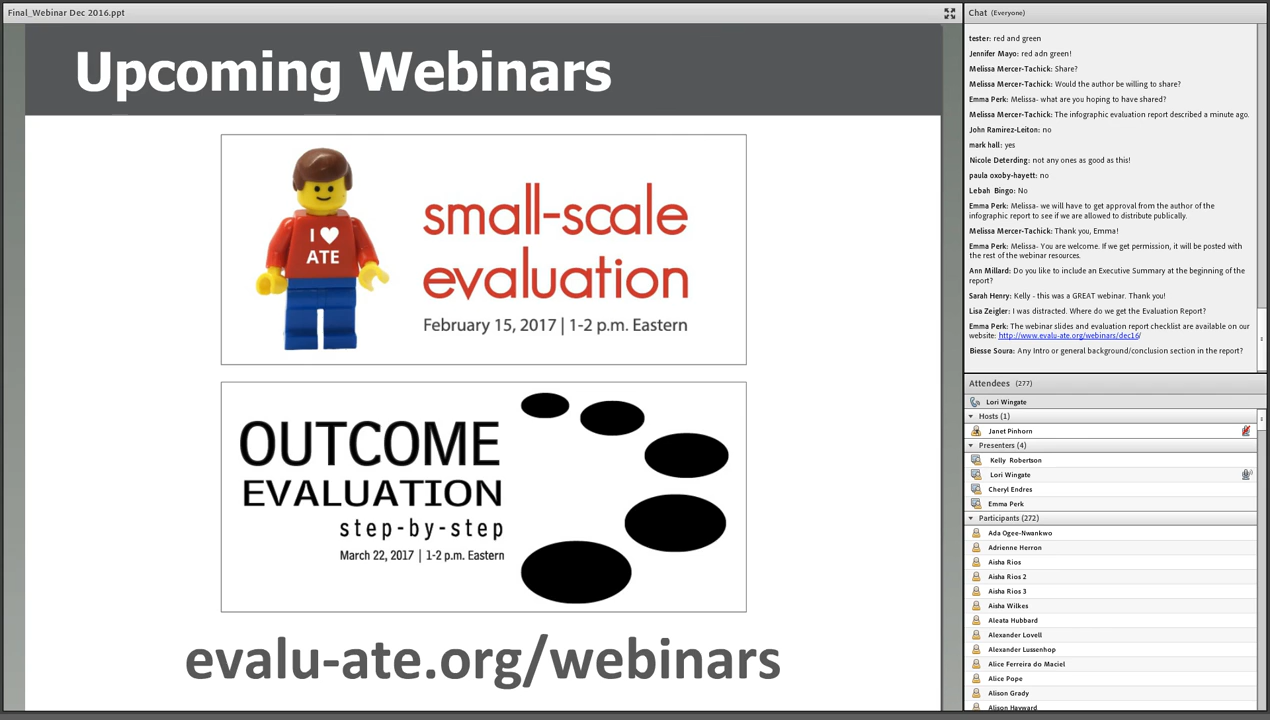 Final_Webinar Dec 2016.ppt
Upcoming Webinars
I
ATE
small-scale
evaluation
February 15, 2017 | 1-2 p.m. Eastern
OUTCOME
EVALUATION
step-by-step
March 22, 2017 | 1-2 p.m. Eastern
evalu-ate.org/webinars
Chat (Everyone)
tester: red and green
Jennifer Mayo: red adn green!
Melissa Mercer-Tachick: Share?
Melissa Mercer-Tachick: Would the author be willing to share?
Emma Perk: Melissa- what are you hoping to have shared?
Melissa Mercer-Tachick: The infographic evaluation report described a minute ago.
John Ramirez-Leiton: no
mark hall: yes
Nicole Deterding: not any ones as good as this!
paula oxoby-hayett: no
Lebah Bingo: No
Emma Perk: Melissa- we will have to get approval from the author of the
infographic report to see if we are allowed to distribute publically.
Melissa Mercer-Tachick: Thank you, Emma!
Emma Perk: Melissa- You are welcome. If we get permission, it will be posted with
the rest of the webinar resources.
Ann Millard: Do you like to include an Executive Summary at the beginning of the
report?
Sarah Henry: Kelly - this was a GREAT webinar. Thank you!
Lisa Zeigler: I was distracted. Where do we get the Evaluation Report?
Emma Perk: The webinar slides and evaluation report checklist are available on our
website: http://www.evalu-ate.org/webinars/dec16/
Biesse Soura: Any Intro or general background/conclusion section in the report?
Attendees (277)
Lori Wingate
Hosts (1)
Janet Pinhorn
Presenters (4)
Kelly Robertson
Lori Wingate
Cheryl Endres
Emma Perk
Participants (272)
Ada Ogee-Nwankwo
Adrienne Herron
Aisha Rios
Aisha Rios 2
Aisha Rios 3
Aisha Wilkes
Aleata Hubbard
Alexander Lovell
Alexander Lussenhop
Alice Ferreira do Maciel
Alice Pope
Alison Grady
Alison Hayward